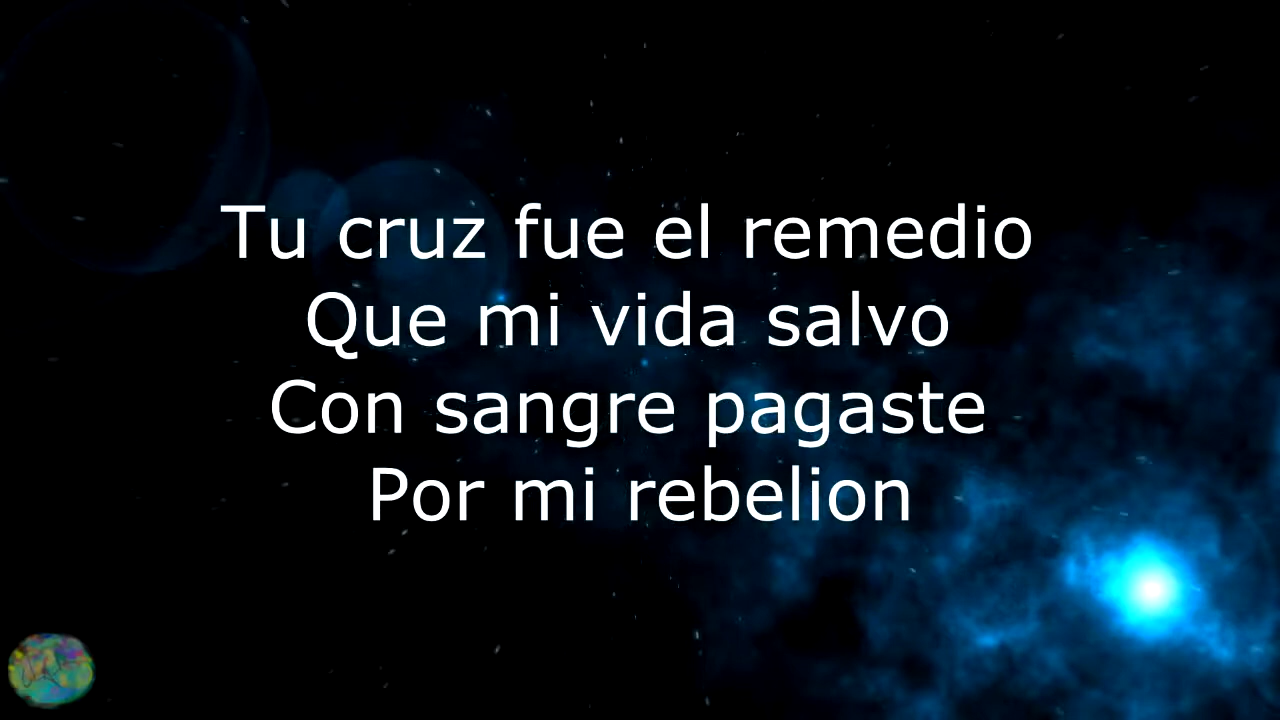 Tu cruz fue el remedio
Que mi vida salvo
Con sangre pagaste
Por mi rebelion